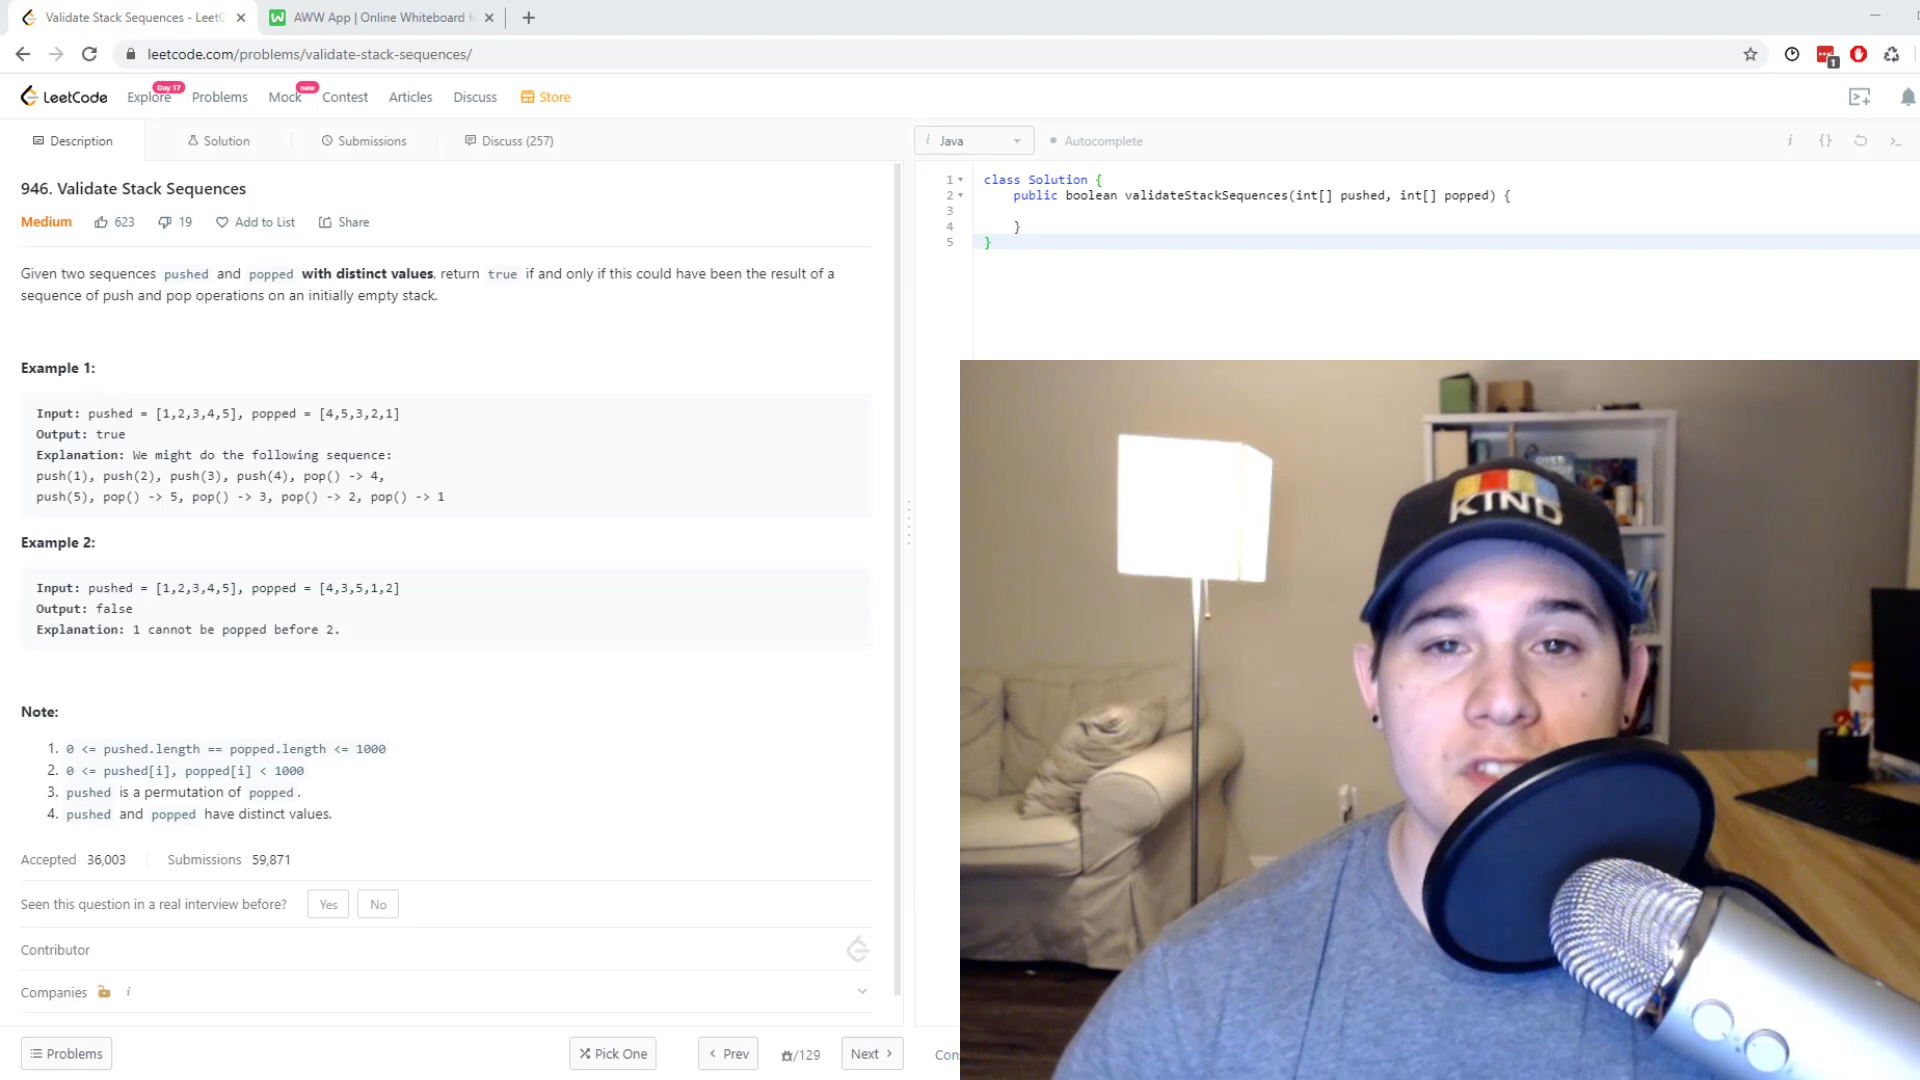 Validate Stack Sequences - LeetC
AWW App | Online Whiteboard f
leetcode.com/problems/validate-stack-sequences/
1
LeetCode
Explore
Day 17
Problems
Mock
new
Contest
Articles
Discuss
Store
Description
Solution
Submissions
Discuss (257)
i Java
Autocomplete
i {}
946. Validate Stack Sequences
Medium 623 19 Add to List Share
Given two sequences pushed and popped with distinct values, return true if and only if this could have been the result of a
sequence of push and pop operations on an initially empty stack.
Example 1:
Input: pushed = [1,2,3,4,5], popped = [4,5,3,2,1]
Output: true
Explanation: We might do the following sequence:
push(1), push(2), push(3), push(4), pop() -> 4,
push(5), pop() -> 5, pop() -> 3, pop() -> 2, pop() -> 1
Example 2:
Input: pushed = [1,2,3,4,5], popped = [4,3,5,1,2]
Output: false
Explanation: 1 cannot be popped before 2.
Note:
1. 0 <= pushed.length == popped.length <= 1000
2. 0 <= pushed[i], popped[i] < 1000
3. pushed is a permutation of popped.
4. pushed and popped have distinct values.
Accepted 36,003 Submissions 59,871
Seen this question in a real interview before? Yes No
Contributor
Companies i
Problems
Pick One
Prev
/129
Next
Con
1 class Solution {
2 public boolean validateStackSequences(int[] pushed, int[] popped) {
3
4 }
5 }
KIND